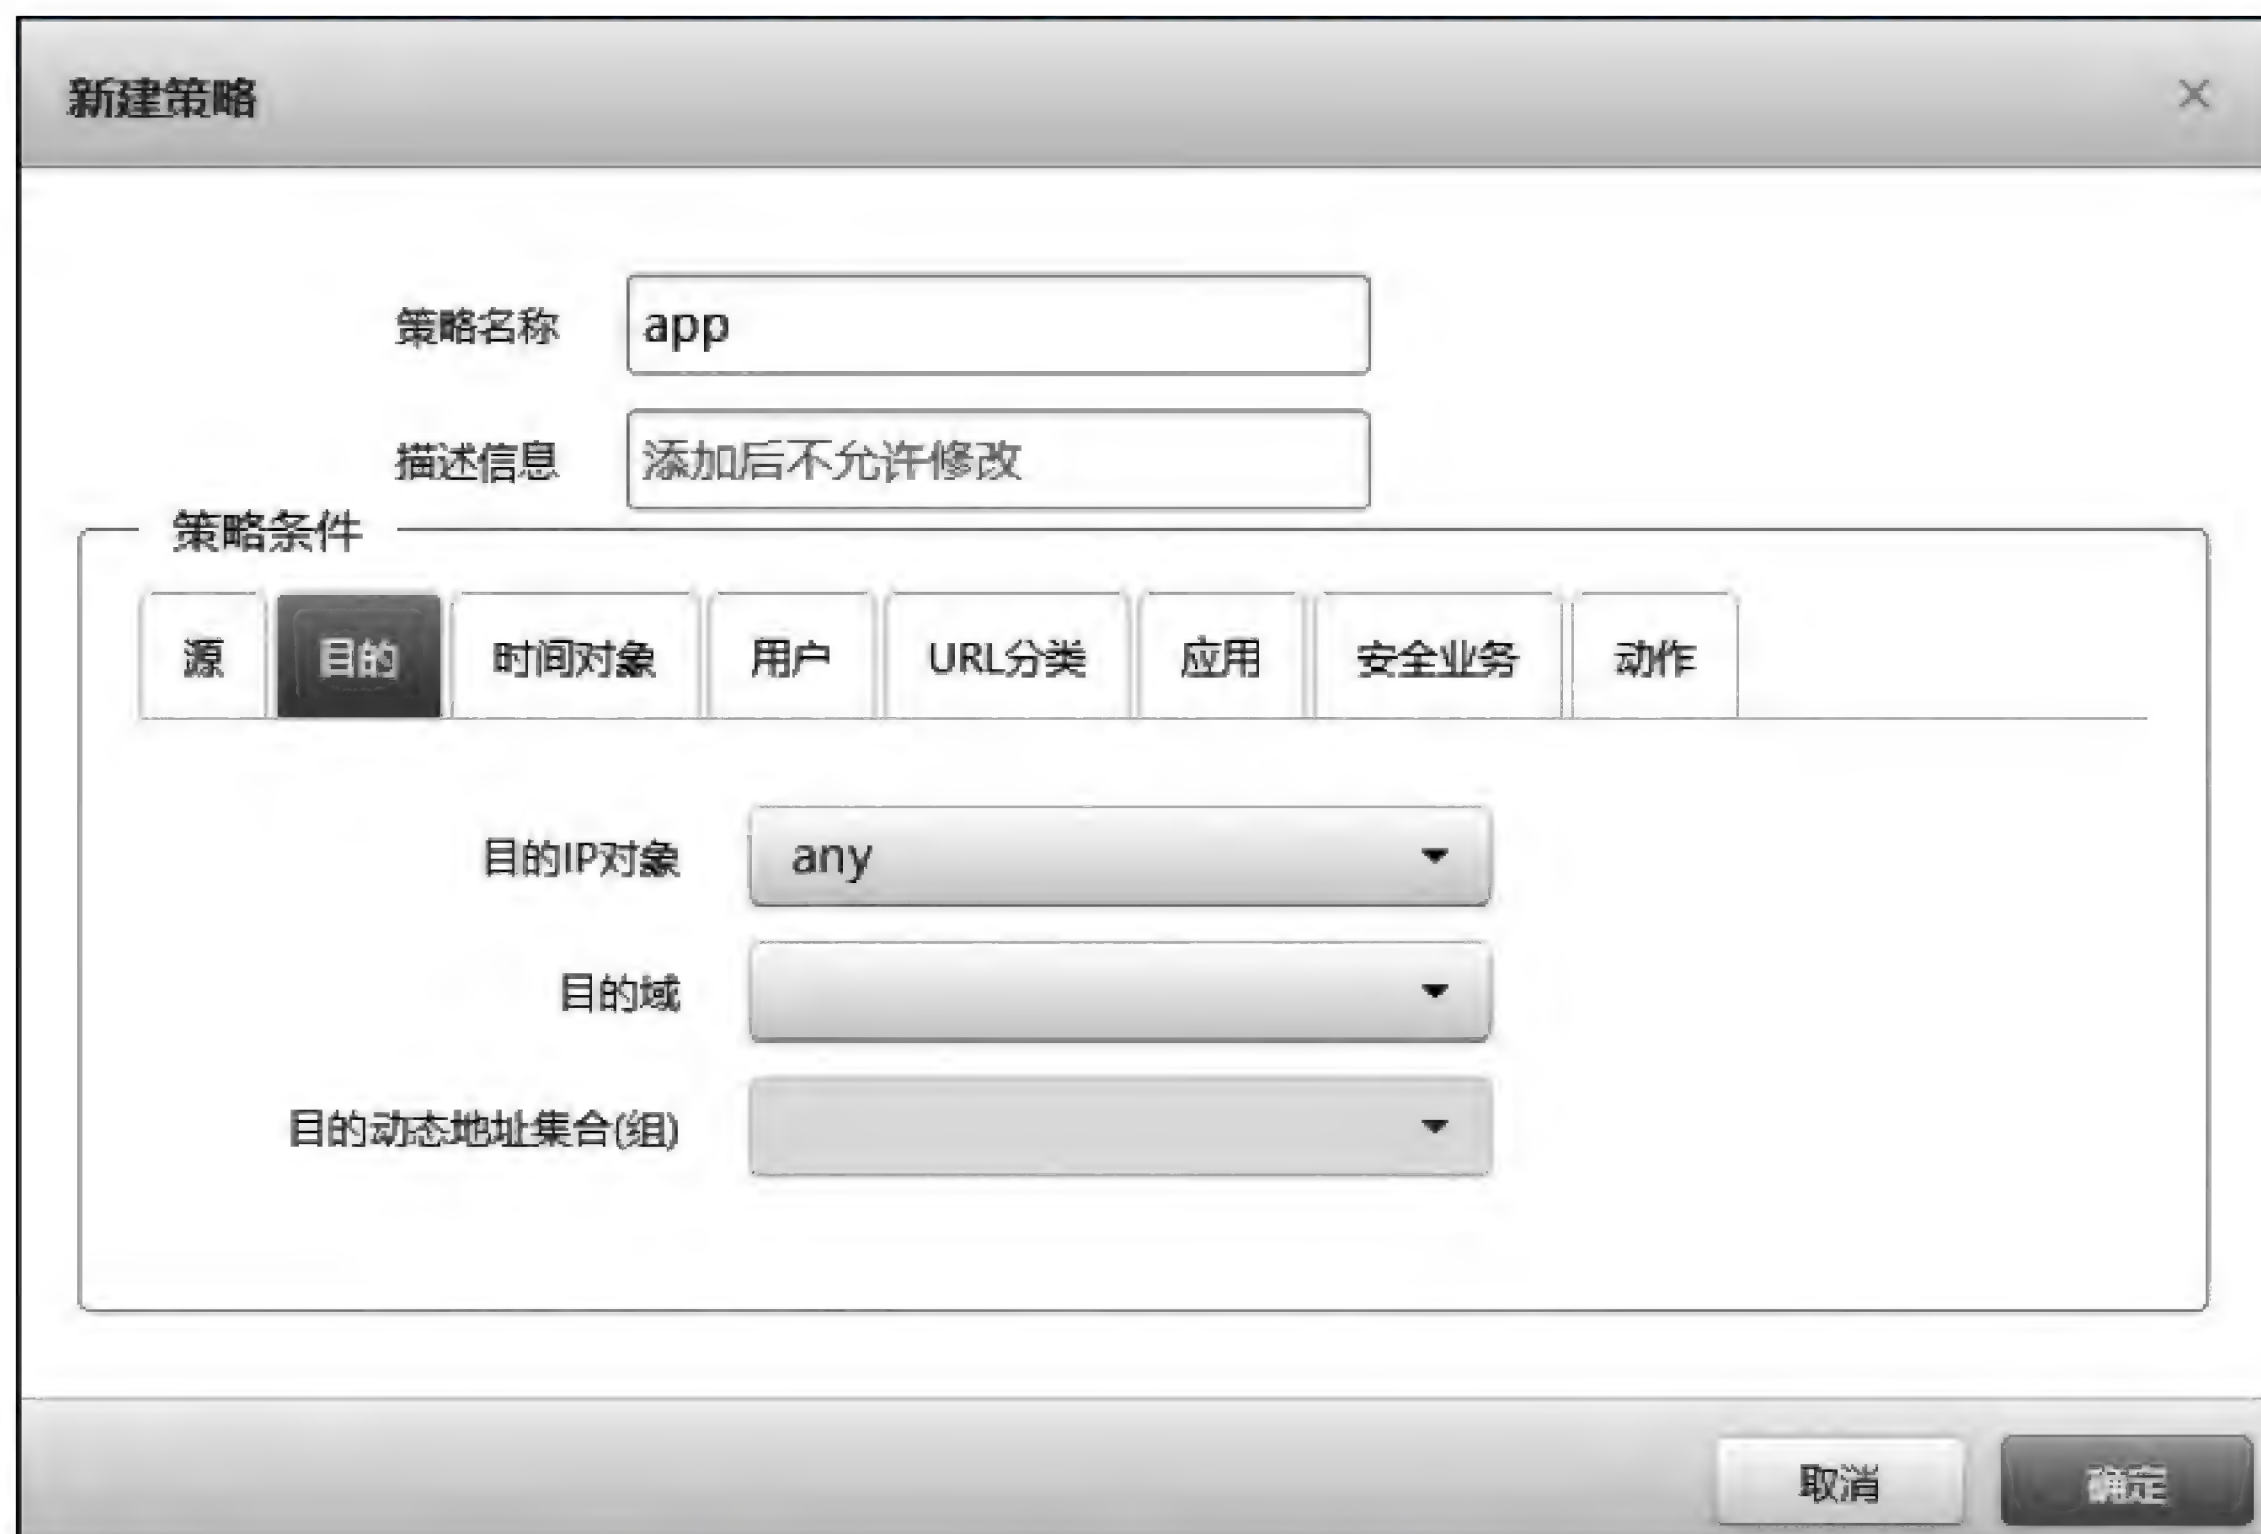 新建策略 ×
策略名称 app
描述信息 添加后不允许修改
策略条件
源 目的 时间对象 用户 URL分类 应用 安全业务 动作
目的IP对象 any
目的域
目的动态地址集合(组)
取消 确定